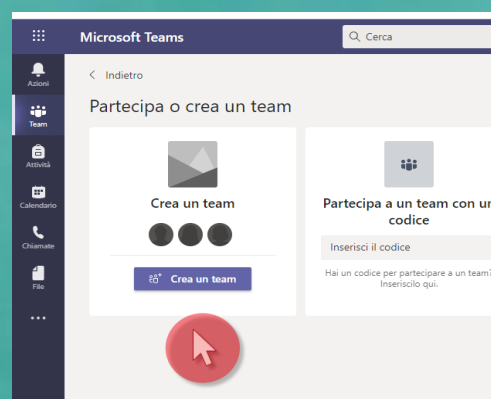 Microsoft Teams
Cerca
Azioni
Team
Attività
Calendario
Chiamate
File
Indietro
Partecipa o crea un team
Crea un team
Crea un team
Partecipa a un team con un
codice
Inserisci il codice
Hai un codice per partecipare a un team?
Inseriscilo qui.